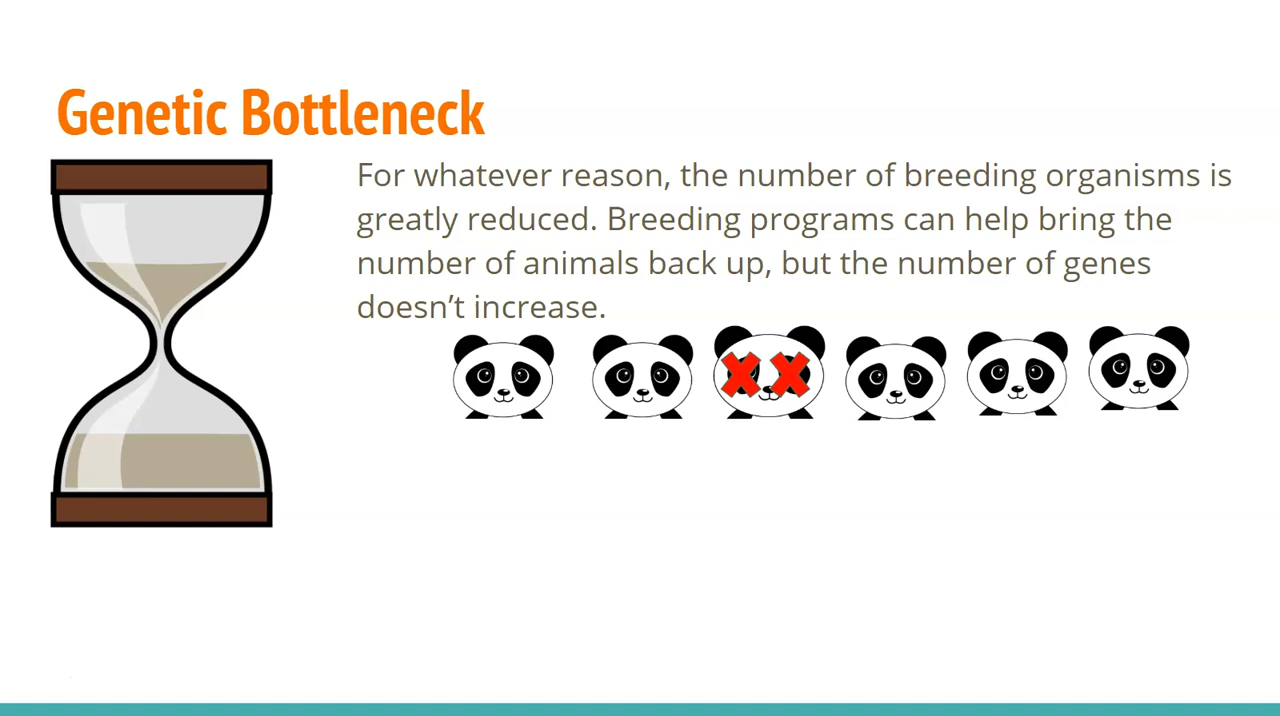 Genetic Bottleneck
For whatever reason, the number of breeding organisms is
greatly reduced. Breeding programs can help bring the
number of animals back up, but the number of genes
doesn’t increase.